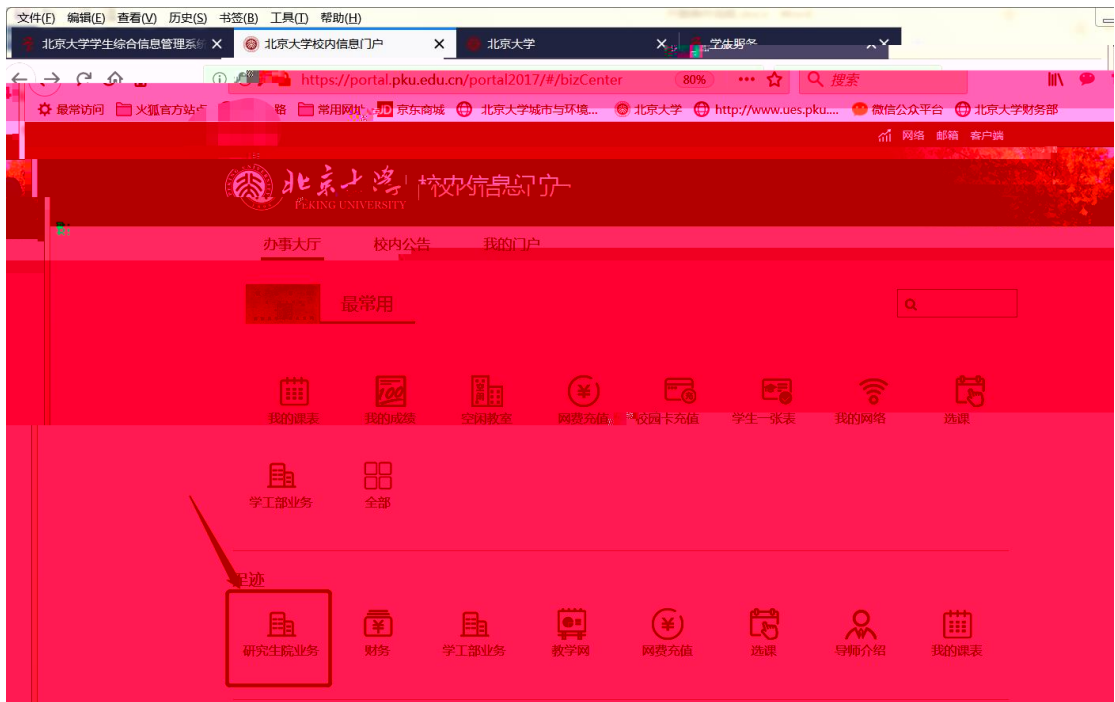 文件(F) 编辑(E) 查看(V) 历史(S) 书签(B) 工具(T) 帮助(H)
北京大学学生综合信息管理系统 北京大学校内信息门户 北京大学
https://portal.pku.edu.cn/portal2017/#/bizCenter 80% 搜索
最常访问 火狐官方站点 路 常用网址 JD 京东商城 北京大学城市与环境... 北京大学 http://www.ues.pku.... 微信公众平台 北京大学财务部
网络 邮箱 客户端
北京大学 校内信息门户
PEKING UNIVERSITY
办事大厅 校内公告 我的门户
最常用
我的课表 我的成绩 空闲教室 网费充值 校园卡充值 学生一张表 我的网络 选课
学工部业务 全部
足迹
研究生院业务 财务 学工部业务 教学网 网费充值 选课 导师介绍 我的课表